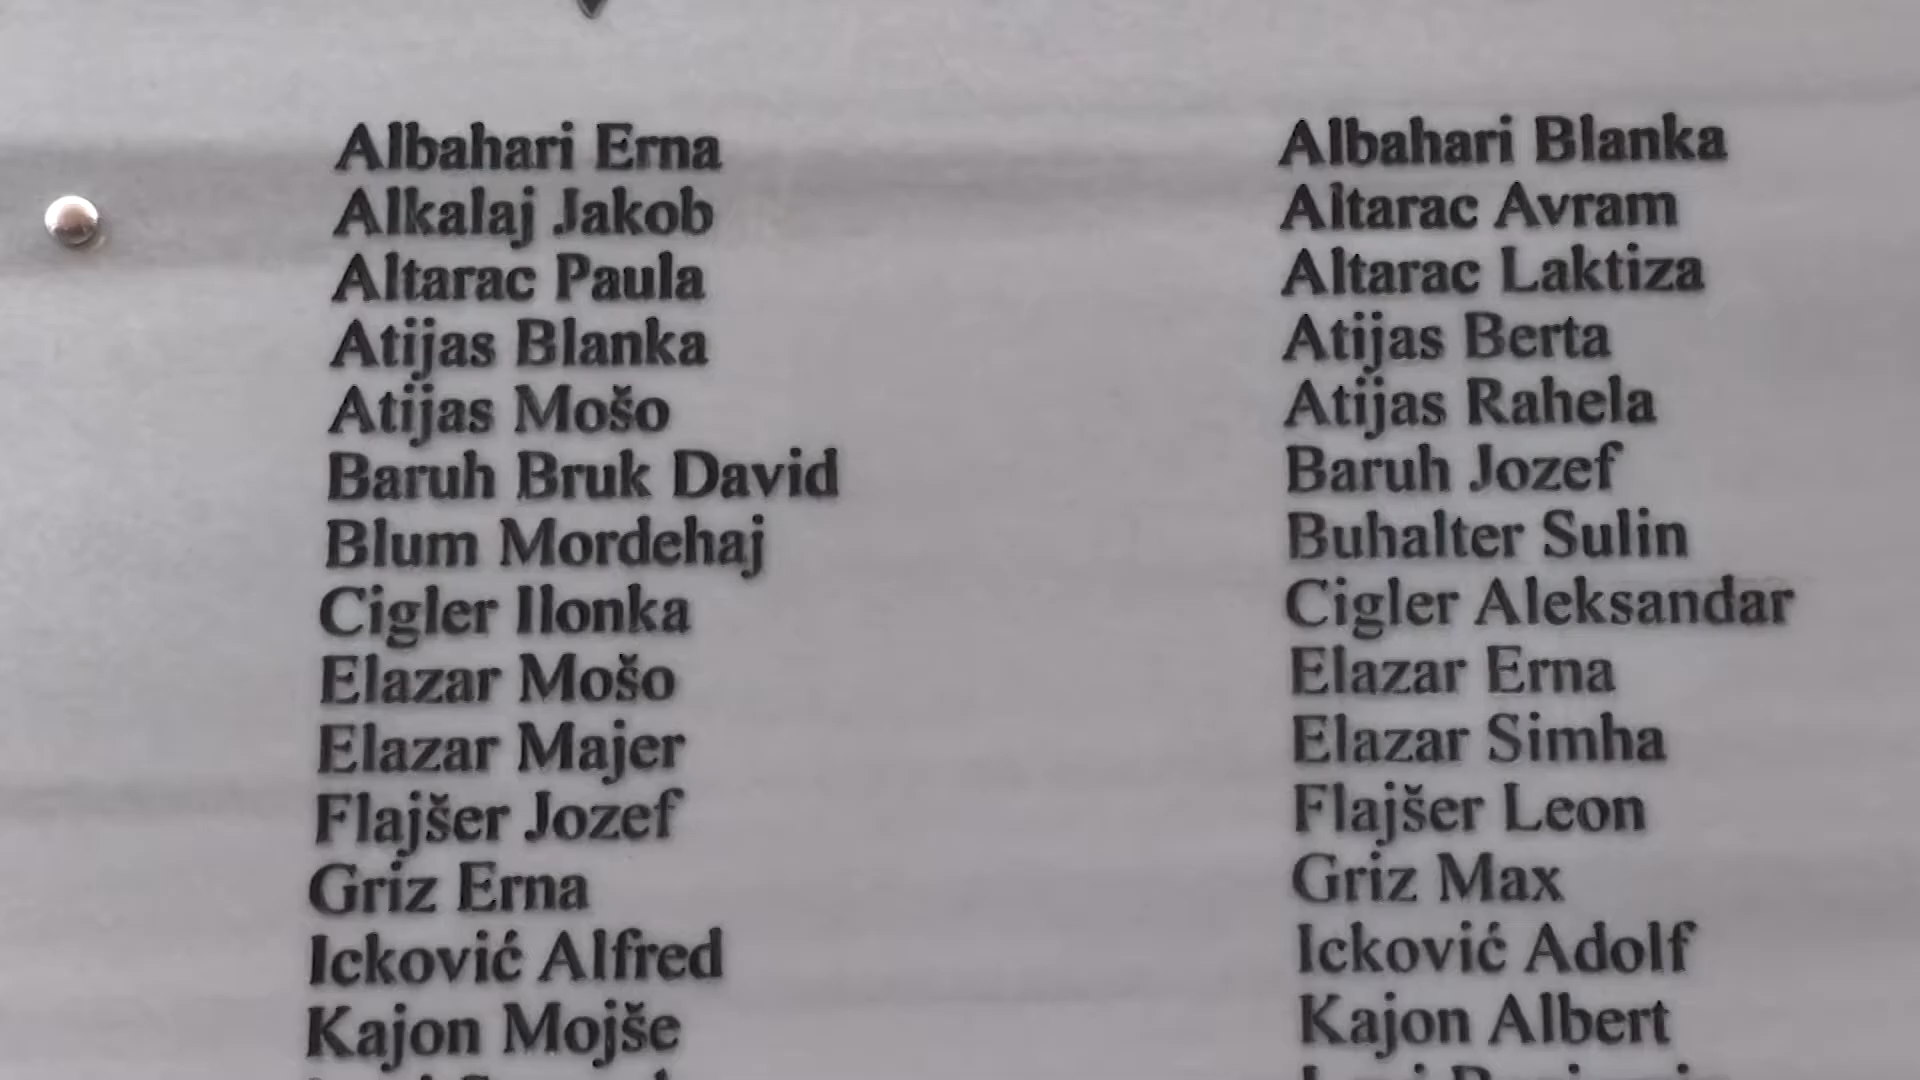 Albahari Erna
Alkalaj Jakob
Altarac Paula
Atijas Blanka
Atijas Mošo
Baruh Bruk David
Blum Mordehaj
Cigler Ilonka
Elazar Mošo
Elazar Majer
Flajšer Jozef
Griz Erna
Icković Alfred
Kajon Mojše
Albahari Blanka
Altarac Avram
Altarac Laktiza
Atijas Berta
Atijas Rahela
Baruh Jozef
Buhalter Sulin
Cigler Aleksandar
Elazar Erna
Elazar Simha
Flajšer Leon
Griz Max
Icković Adolf
Kajon Albert